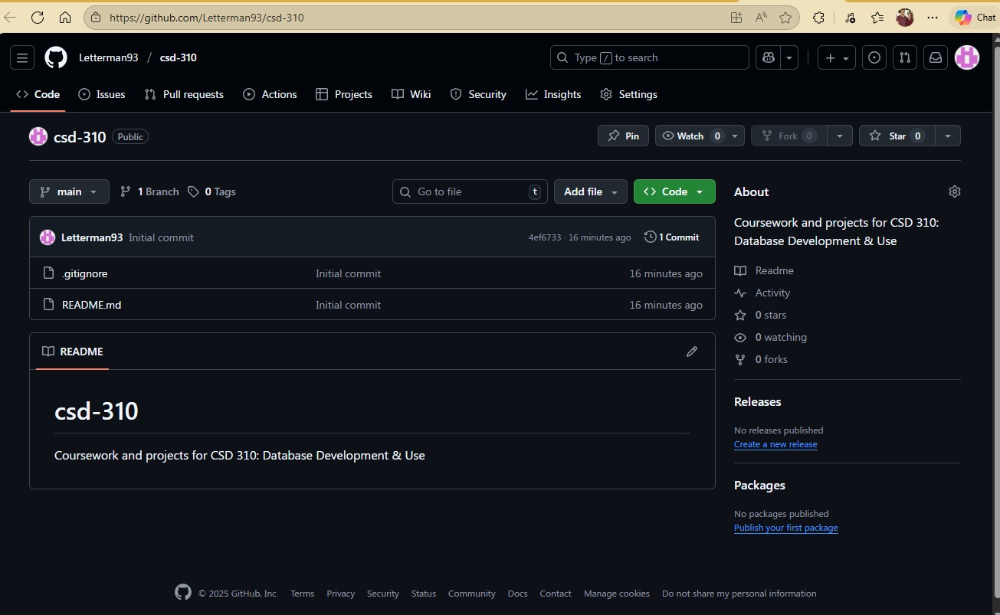 https://github.com/Letterman93/csd-310
Chat
Letterman93 / csd-310
Type / to search
Code Issues Pull requests Actions Projects Wiki Security Insights Settings
csd-310 Public
Pin Watch 0 Fork 0 Star 0
main 1 Branch 0 Tags Go to file t Add file Code
Letterman93 Initial commit 4ef6733 · 16 minutes ago 1 Commit
.gitignore Initial commit 16 minutes ago
README.md Initial commit 16 minutes ago
README
csd-310
Coursework and projects for CSD 310: Database Development & Use
About
Coursework and projects for CSD 310:
Database Development & Use
Readme
Activity
0 stars
0 watching
0 forks
Releases
No releases published
Create a new release
Packages
No packages published
Publish your first package
© 2025 GitHub, Inc. Terms Privacy Security Status Community Docs Contact Manage cookies Do not share my personal information